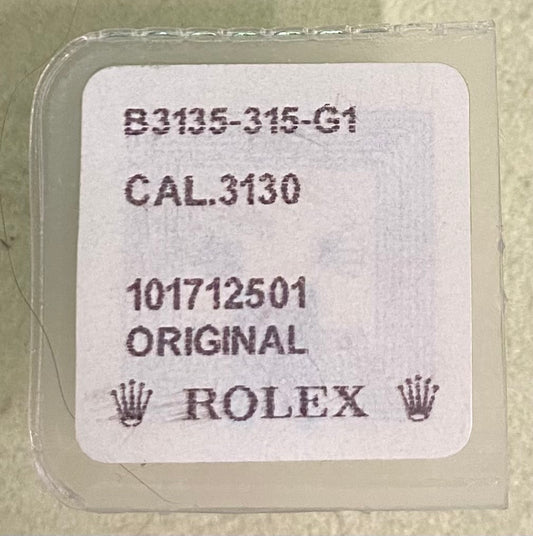 B3135-315-G1
CAL.3130
101712501
ORIGINAL
ROLEX